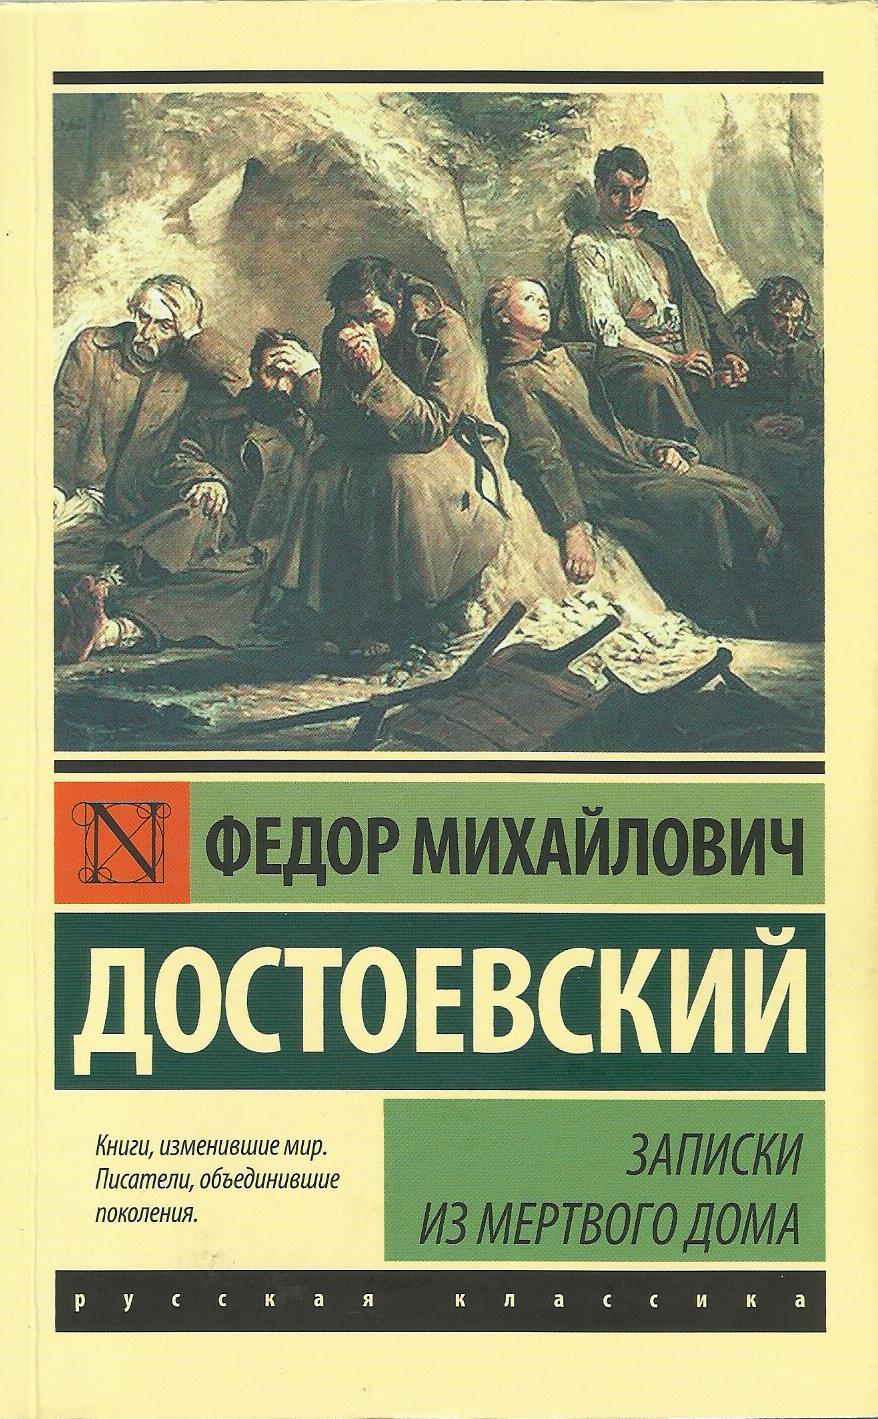 N
ФЕДОР МИХАЙЛОВИЧ
ДОСТОЕВСКИЙ
Книги, изменившие мир.
Писатели, объединившие
поколения.
ЗАПИСКИ
ИЗ МЕРТВОГО ДОМА
русская классика